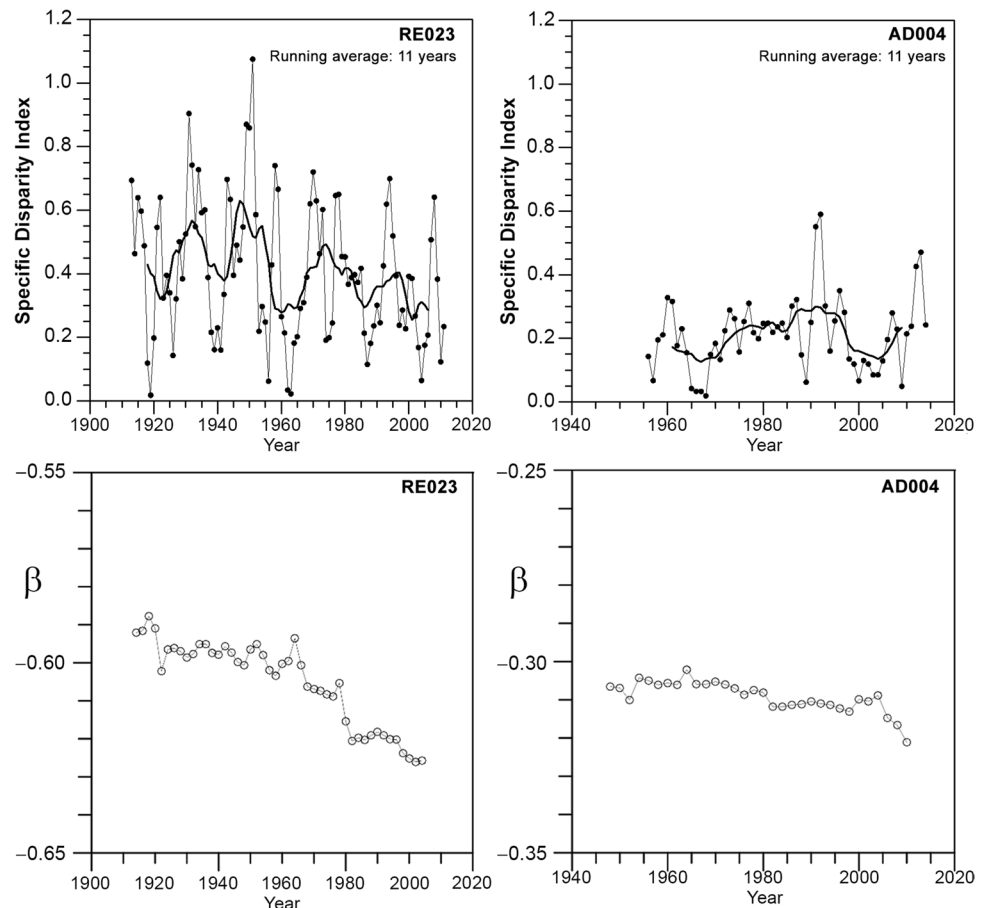 RE023
Running average: 11 years
Specific Disparity Index
1.2
1.0
0.8
0.6
0.4
0.2
0.0
1900 1920 1940 1960 1980 2000 2020
Year
AD004
Running average: 11 years
Specific Disparity Index
1.2
1.0
0.8
0.6
0.4
0.2
0.0
1940 1960 1980 2000 2020
Year
RE023
β
−0.55
−0.60
−0.65
1900 1920 1940 1960 1980 2000 2020
Year
AD004
β
−0.25
−0.30
−0.35
1940 1960 1980 2000 2020
Year